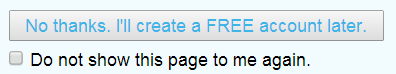 No thanks. I'll create a FREE account later.
Do not show this page to me again.